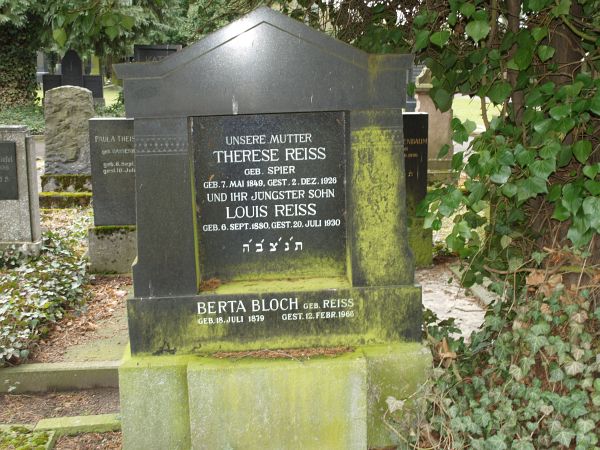 UNSERE MUTTER
THERESE REISS
GEB. SPIER
GEB. 7. MAI 1849, GEST. 2. DEZ. 1926
UND IHR JÜNGSTER SOHN
LOUIS REISS
GEB. 6. SEPT. 1880, GEST. 20. JULI 1930
ת׳נ׳צ׳ב׳ה׳
BERTA BLOCH GEB. REISS
GEB. 18. JULI 1879 GEST. 12. FEBR. 1966
PAULA THEI